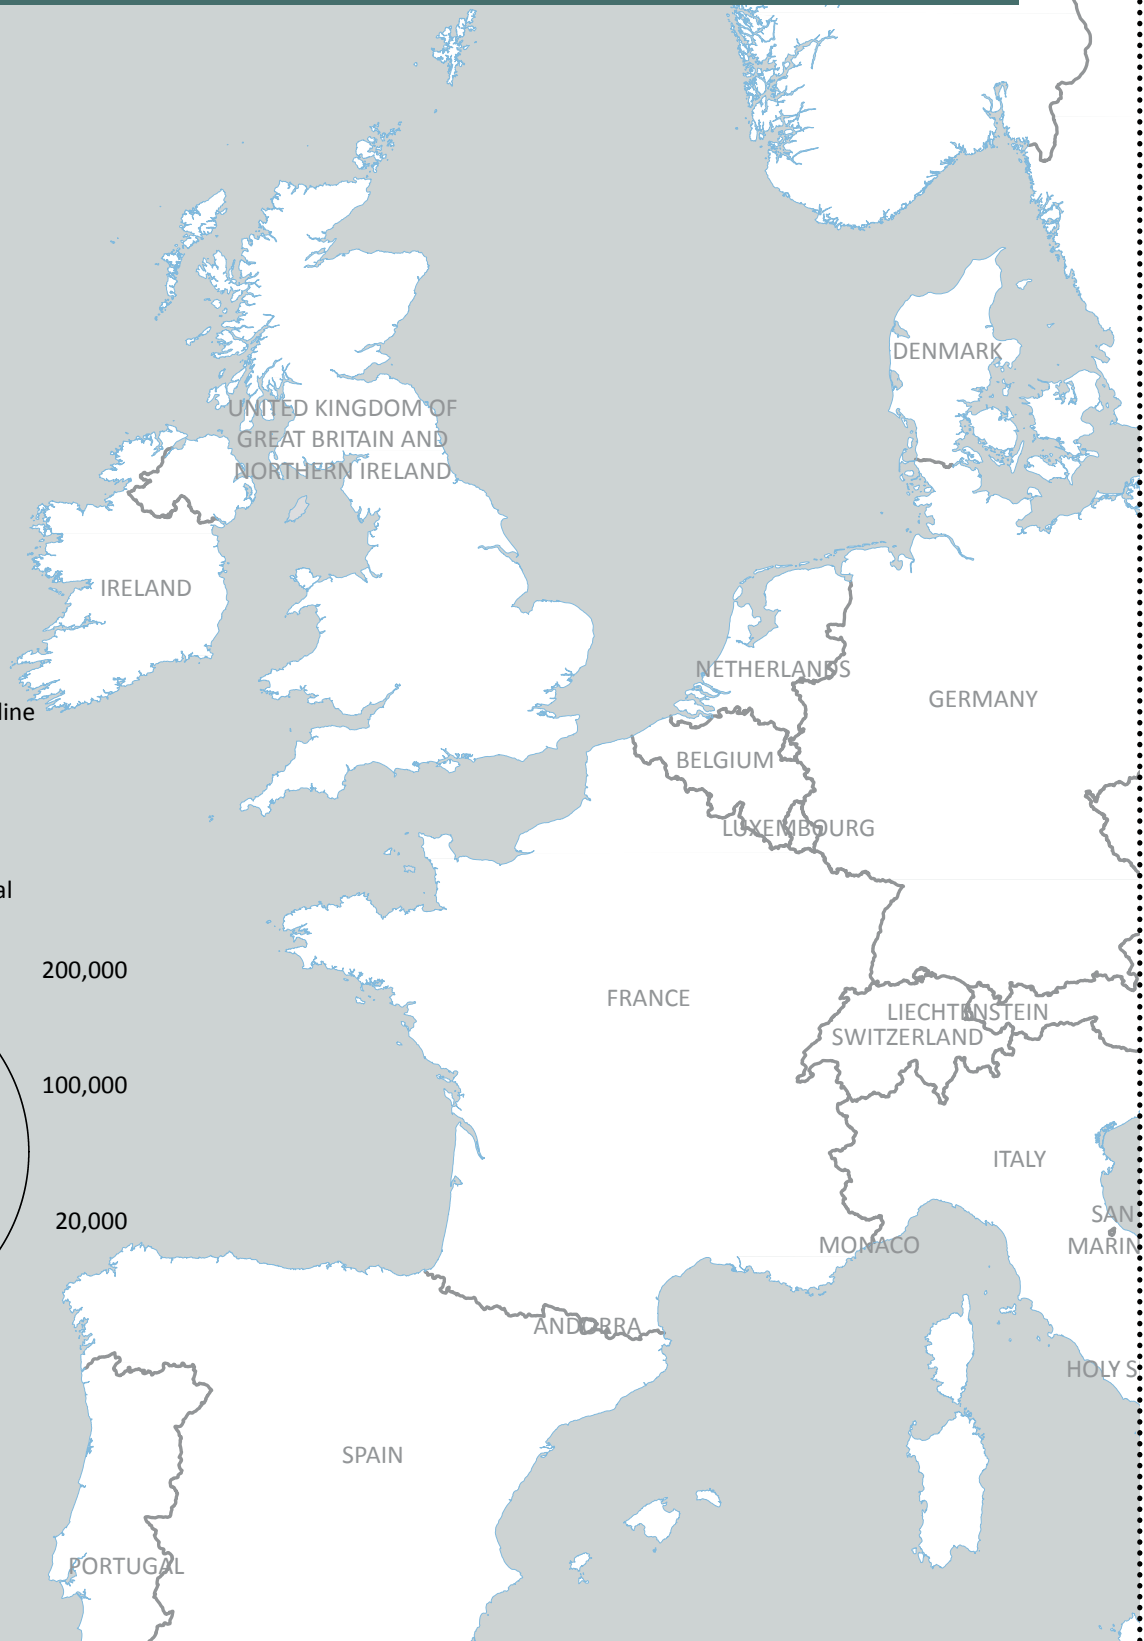 DENMARK
UNITED KINGDOM OF
GREAT BRITAIN AND
NORTHERN IRELAND
IRELAND
NETHERLANDS
GERMANY
line
BELGIUM
LUXEMBOURG
al
200,000
FRANCE
LIECHTENSTEIN
SWITZERLAND
100,000
ITALY
20,000
SAN
MARIN
MONACO
ANDORRA
HOLY S
SPAIN
PORTUGAL